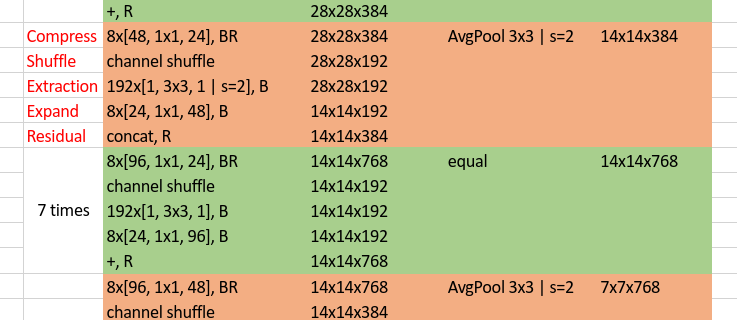 +, R 28x28x384
Compress 8x[48, 1x1, 24], BR 28x28x384 AvgPool 3x3 | s=2 14x14x384
Shuffle channel shuffle 28x28x192
Extraction 192x[1, 3x3, 1 | s=2], B 28x28x192
Expand 8x[24, 1x1, 48], B 14x14x192
Residual concat, R 14x14x384
8x[96, 1x1, 24], BR 14x14x768 equal 14x14x768
channel shuffle 14x14x192
7 times 192x[1, 3x3, 1], B 14x14x192
8x[24, 1x1, 96], B 14x14x192
+, R 14x14x768
8x[96, 1x1, 48], BR 14x14x768 AvgPool 3x3 | s=2 7x7x768
channel shuffle 14x14x384